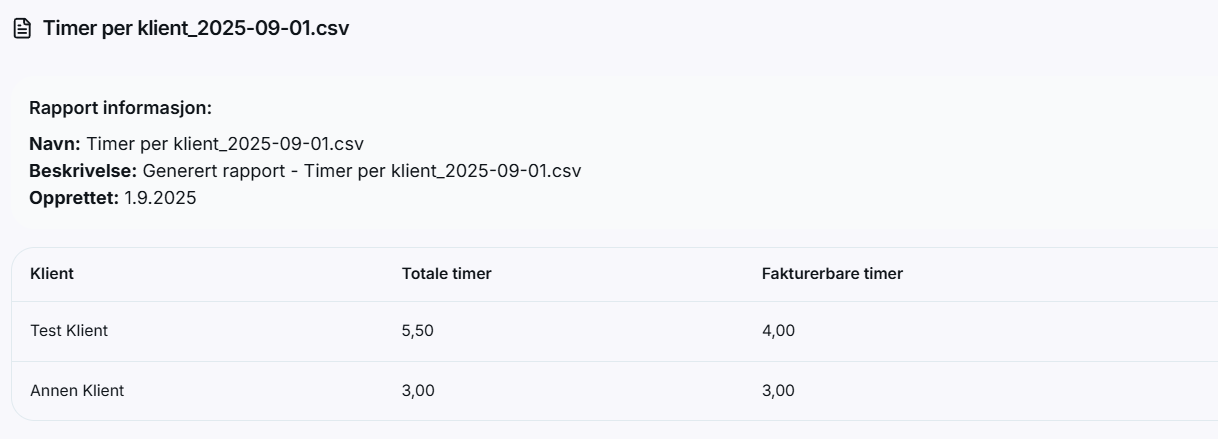 Timer per klient_2025-09-01.csv
Rapport informasjon:
Navn: Timer per klient_2025-09-01.csv
Beskrivelse: Generert rapport - Timer per klient_2025-09-01.csv
Opprettet: 1.9.2025
Klient Totale timer Fakturerbare timer
Test Klient 5,50 4,00
Annen Klient 3,00 3,00